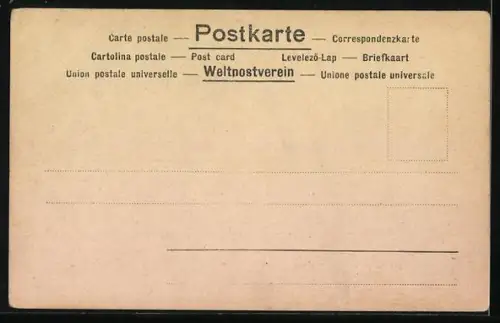 Carte postale — Postkarte — Correspondenzkarte
Cartolina postale — Post card Levelező-Lap — Briefkaart
Union postale universelle — Weltpostverein — Unione postale universale